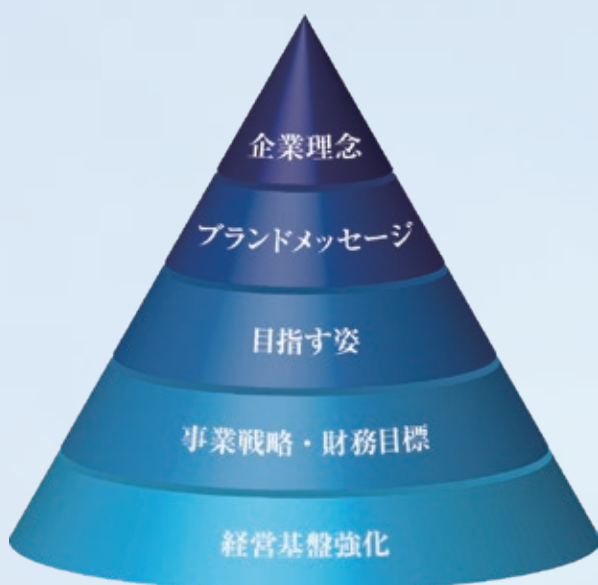 企業理念
ブランドメッセージ
目指す姿
事業戦略・財務目標
経営基盤強化